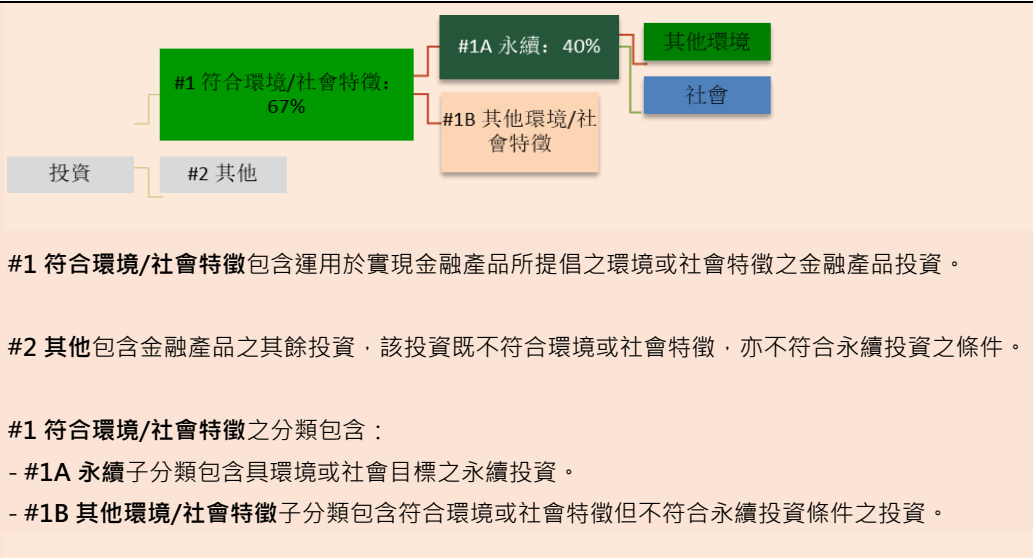 #1A 永續：40%
其他環境
#1 符合環境/社會特徵：
67%
社會
#1B 其他環境/社
會特徵
投資
#2 其他
#1 符合環境/社會特徵包含運用於實現金融產品所提倡之環境或社會特徵之金融產品投資。
#2 其他包含金融產品之其餘投資，該投資既不符合環境或社會特徵，亦不符合永續投資之條件。
#1 符合環境/社會特徵之分類包含：
- #1A 永續子分類包含具環境或社會目標之永續投資。
- #1B 其他環境/社會特徵子分類包含符合環境或社會特徵但不符合永續投資條件之投資。